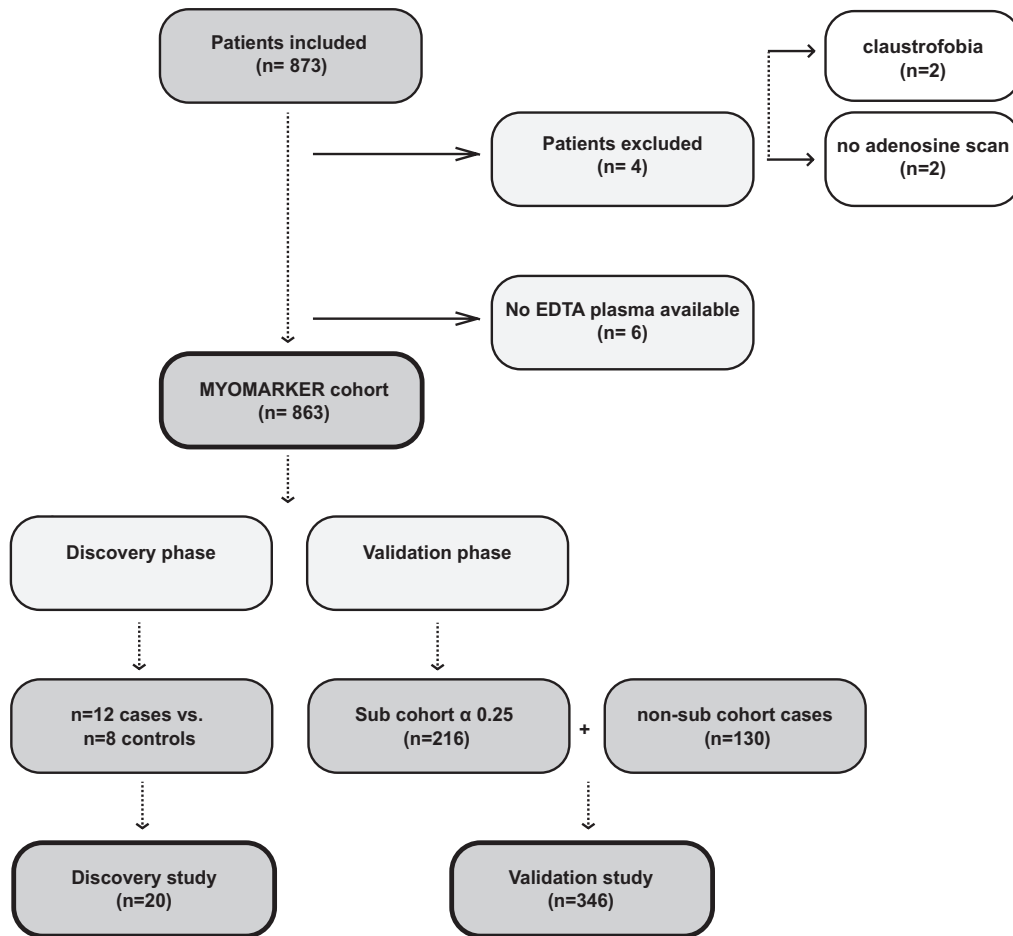 Patients included
(n= 873)
claustrofobia
(n=2)
Patients excluded
(n= 4)
no adenosine scan
(n=2)
No EDTA plasma available
(n= 6)
MYOMARKER cohort
(n= 863)
Discovery phase
Validation phase
n=12 cases vs.
n=8 controls
Sub cohort α 0.25
(n=216)
+
non-sub cohort cases
(n=130)
Discovery study
(n=20)
Validation study
(n=346)